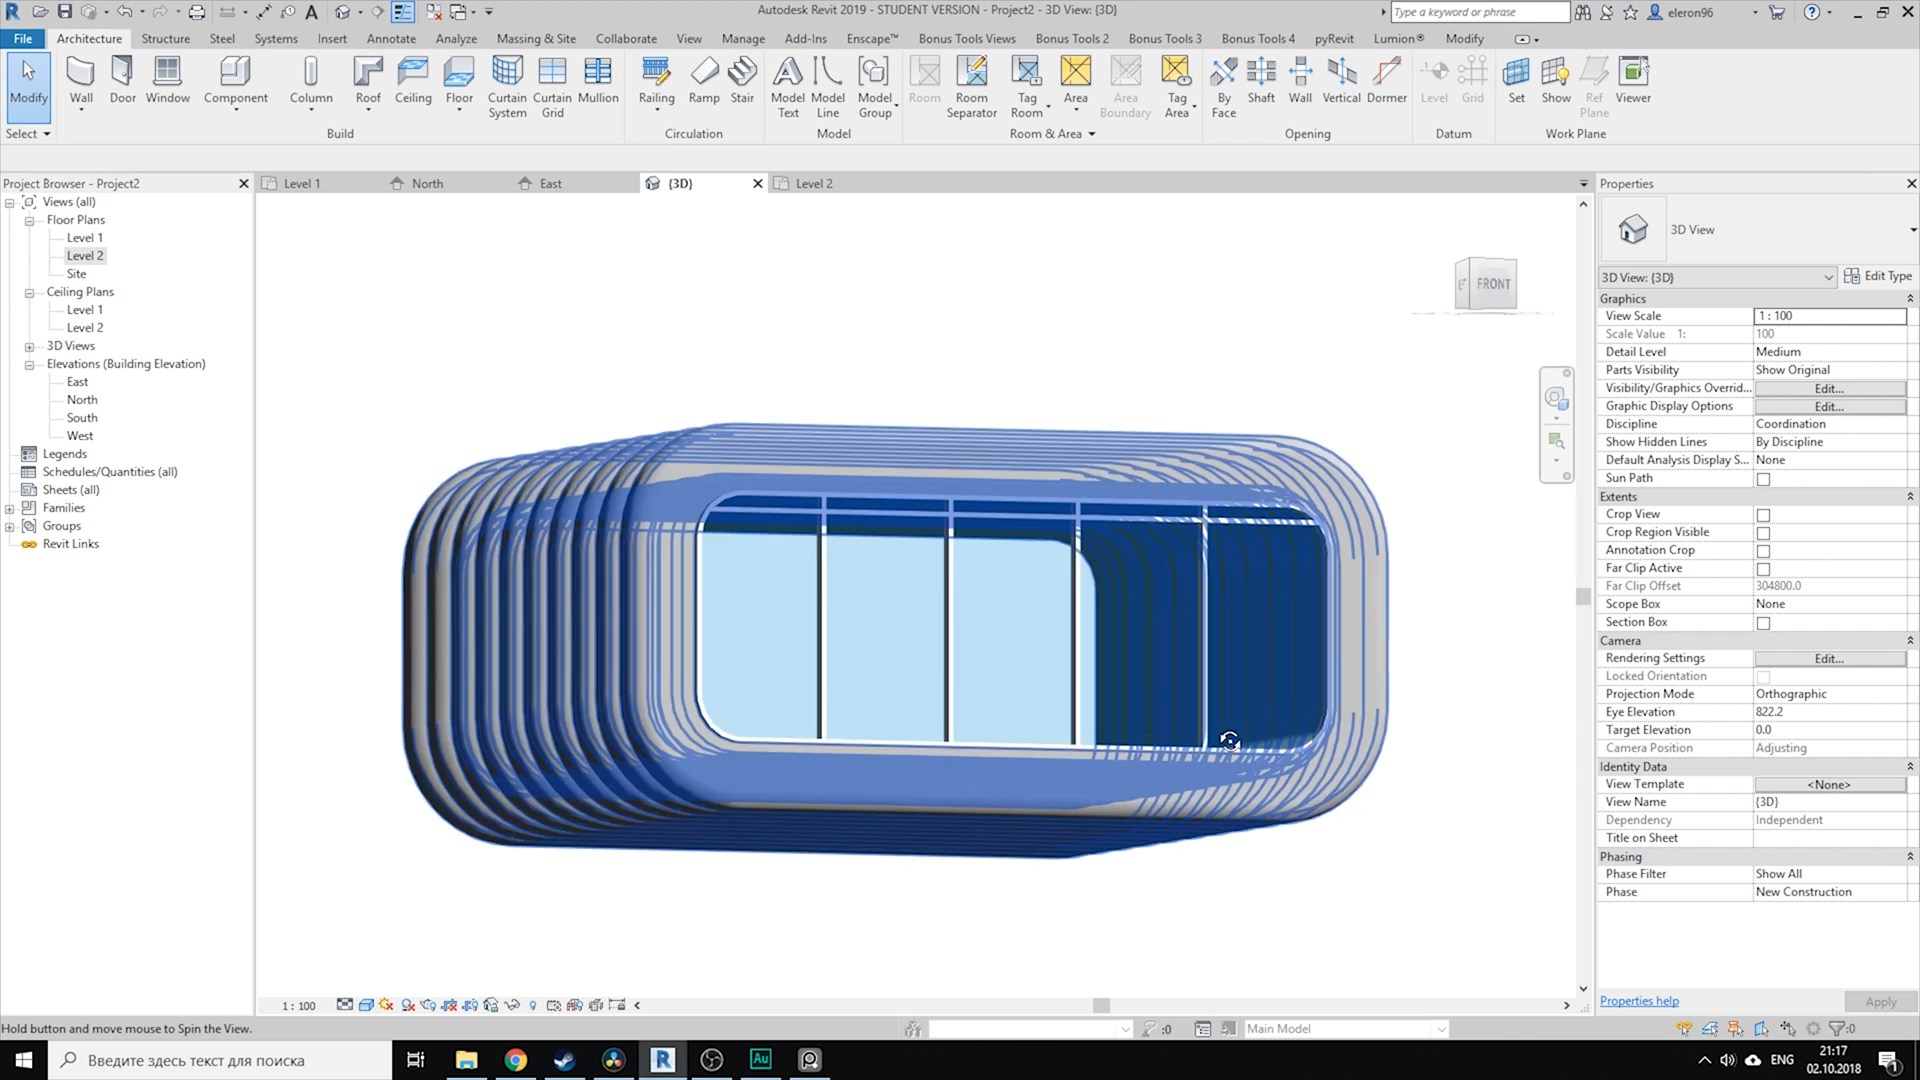 Autodesk Revit 2019 - STUDENT VERSION - Project2 - 3D View: {3D}
Type a keyword or phrase
eleron96
File Architecture Structure Steel Systems Insert Annotate Analyze Massing & Site Collaborate View Manage Add-Ins Enscape™ Bonus Tools Views Bonus Tools 2 Bonus Tools 3 Bonus Tools 4 pyRevit Lumion® Modify
Modify Wall Door Window Component Column Roof Ceiling Floor Curtain System Curtain Grid Mullion Railing Ramp Stair Model Text Model Line Model Group Room Room Separator Tag Room Area Area Boundary Tag Area By Face Shaft Wall Vertical Dormer Level Grid Set Show Ref Plane Viewer
Select Build Circulation Model Room & Area Opening Datum Work Plane
Project Browser - Project2
Level 1 North East {3D} Level 2
Properties
Views (all)
Floor Plans
Level 1
Level 2
Site
Ceiling Plans
Level 1
Level 2
3D Views
Elevations (Building Elevation)
East
North
South
West
Legends
Schedules/Quantities (all)
Sheets (all)
Families
Groups
Revit Links
FRONT
3D View
3D View: {3D} Edit Type
Graphics
View Scale 1 : 100
Scale Value 1: 100
Detail Level Medium
Parts Visibility Show Original
Visibility/Graphics Overrid... Edit...
Graphic Display Options Edit...
Discipline Coordination
Show Hidden Lines By Discipline
Default Analysis Display S... None
Sun Path
Extents
Crop View
Crop Region Visible
Annotation Crop
Far Clip Active
Far Clip Offset 304800.0
Scope Box None
Section Box
Camera
Rendering Settings Edit...
Locked Orientation
Projection Mode Orthographic
Eye Elevation 822.2
Target Elevation 0.0
Camera Position Adjusting
Identity Data
View Template <None>
View Name {3D}
Dependency Independent
Title on Sheet
Phasing
Phase Filter Show All
Phase New Construction
Properties help Apply
1 : 100
Hold button and move mouse to Spin the View.
:0 Main Model :0
Введите здесь текст для поиска
Au
ENG
21:17
02.10.2018
1